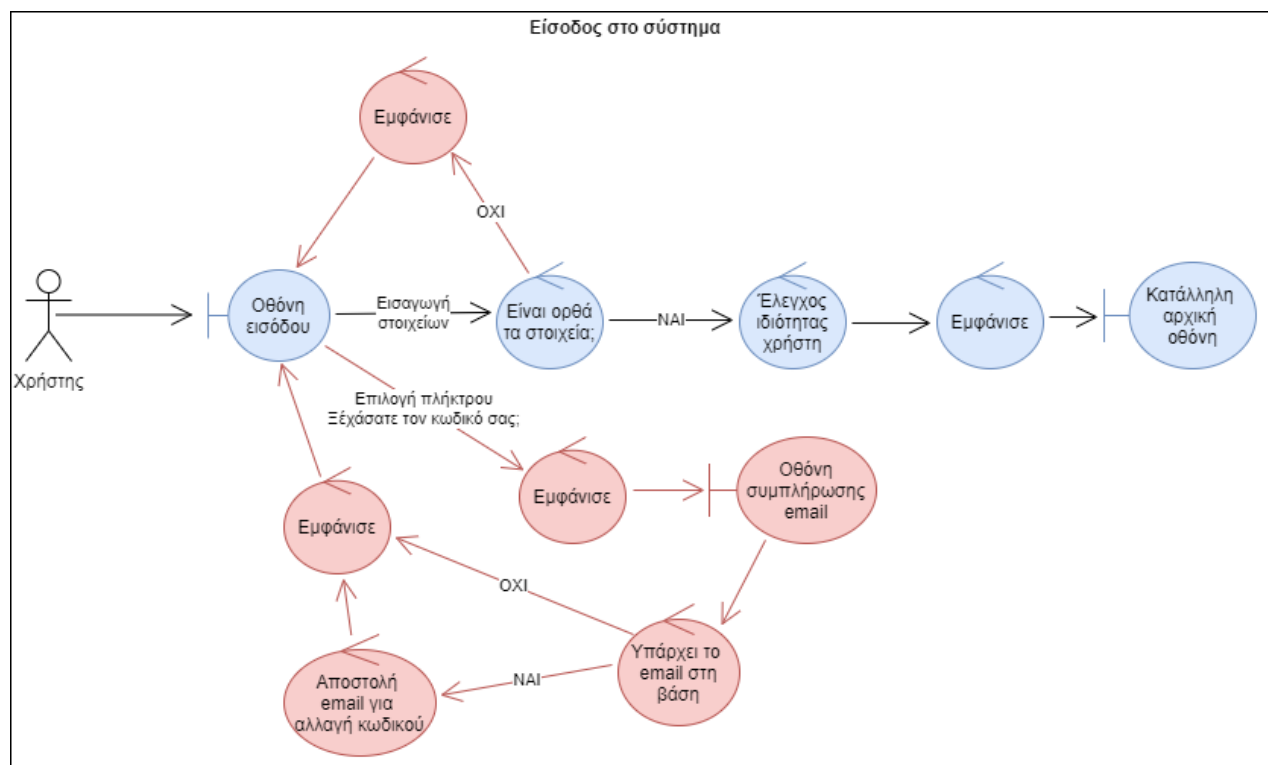 Είσοδος στο σύστημα
Εμφάνισε
ΟΧΙ
Χρήστης
Οθόνη
εισόδου
Εισαγωγή
στοιχείων
Είναι ορθά
τα στοιχεία;
ΝΑΙ
Έλεγχος
ιδιότητας
χρήστη
Εμφάνισε
Κατάλληλη
αρχική
οθόνη
Επιλογή πλήκτρου
Ξέχάσατε τον κωδικό σας;
Εμφάνισε
Οθόνη
συμπλήρωσης
email
Εμφάνισε
ΟΧΙ
Υπάρχει το
email στη
βάση
ΝΑΙ
Αποστολή
email για
αλλαγή κωδικού